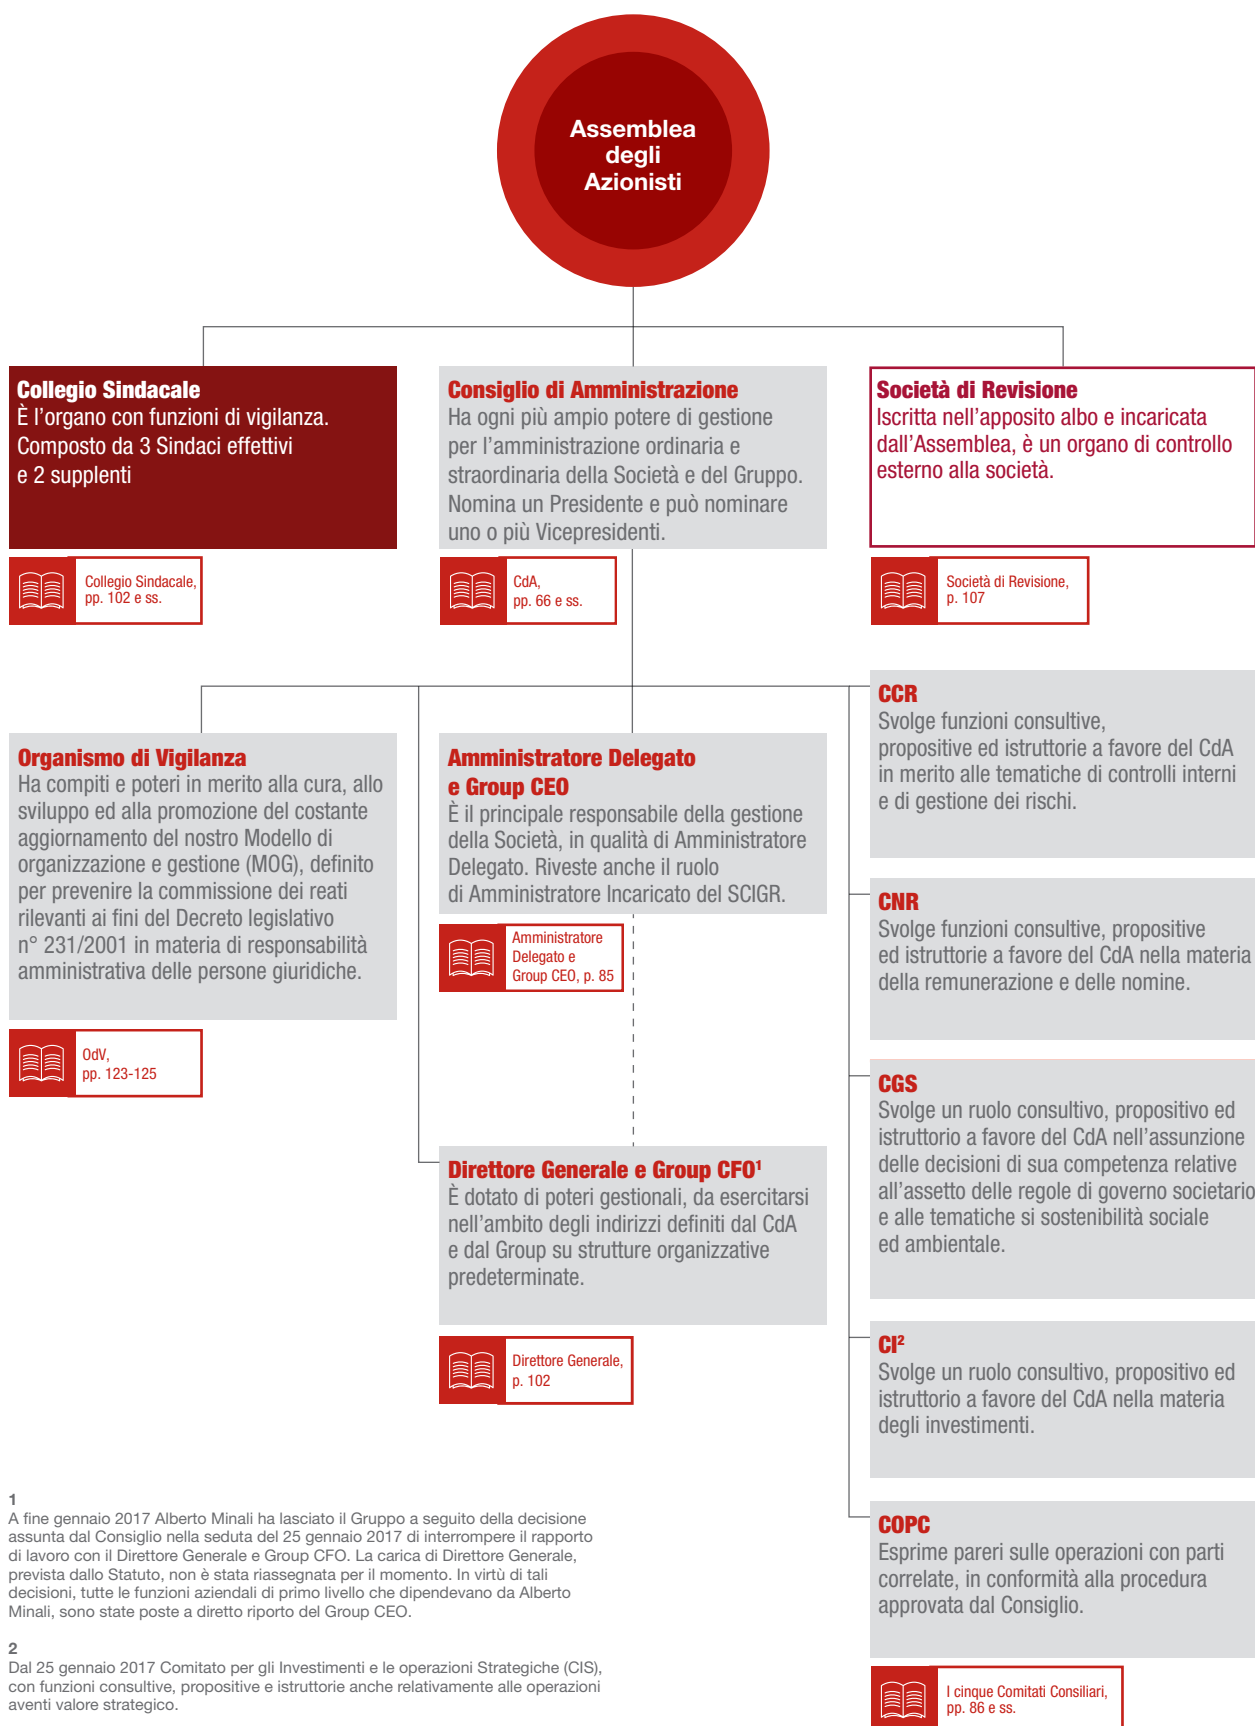 Assemblea
degli
Azionisti
Collegio Sindacale
È l’organo con funzioni di vigilanza.
Composto da 3 Sindaci effettivi
e 2 supplenti
Collegio Sindacale,
pp. 102 e ss.
Consiglio di Amministrazione
Ha ogni più ampio potere di gestione
per l’amministrazione ordinaria e
straordinaria della Società e del Gruppo.
Nomina un Presidente e può nominare
uno o più Vicepresidenti.
CdA,
pp. 66 e ss.
Società di Revisione
Iscritta nell’apposito albo e incaricata
dall’Assemblea, è un organo di controllo
esterno alla società.
Società di Revisione,
p. 107
Organismo di Vigilanza
Ha compiti e poteri in merito alla cura, allo
sviluppo ed alla promozione del costante
aggiornamento del nostro Modello di
organizzazione e gestione (MOG), definito
per prevenire la commissione dei reati
rilevanti ai fini del Decreto legislativo
n° 231/2001 in materia di responsabilità
amministrativa delle persone giuridiche.
OdV,
pp. 123-125
Amministratore Delegato
e Group CEO
È il principale responsabile della gestione
della Società, in qualità di Amministratore
Delegato. Riveste anche il ruolo
di Amministratore Incaricato del SCIGR.
Amministratore
Delegato e
Group CEO, p. 85
Direttore Generale e Group CFO¹
È dotato di poteri gestionali, da esercitarsi
nell’ambito degli indirizzi definiti dal CdA
e dal Group su strutture organizzative
predeterminate.
Direttore Generale,
p. 102
CCR
Svolge funzioni consultive,
propositive ed istruttorie a favore del CdA
in merito alle tematiche di controlli interni
e di gestione dei rischi.
CNR
Svolge funzioni consultive, propositive
ed istruttorie a favore del CdA nella materia
della remunerazione e delle nomine.
CGS
Svolge un ruolo consultivo, propositivo ed
istruttorio a favore del CdA nell’assunzione
delle decisioni di sua competenza relative
all’assetto delle regole di governo societario
e alle tematiche si sostenibilità sociale
ed ambientale.
CI²
Svolge un ruolo consultivo, propositivo ed
istruttorio a favore del CdA nella materia
degli investimenti.
COPC
Esprime pareri sulle operazioni con parti
correlate, in conformità alla procedura
approvata dal Consiglio.
I cinque Comitati Consiliari,
pp. 86 e ss.
1
A fine gennaio 2017 Alberto Minali ha lasciato il Gruppo a seguito della decisione
assunta dal Consiglio nella seduta del 25 gennaio 2017 di interrompere il rapporto
di lavoro con il Direttore Generale e Group CFO. La carica di Direttore Generale,
prevista dallo Statuto, non è stata riassegnata per il momento. In virtù di tali
decisioni, tutte le funzioni aziendali di primo livello che dipendevano da Alberto
Minali, sono state poste a diretto riporto del Group CEO.
2
Dal 25 gennaio 2017 Comitato per gli Investimenti e le operazioni Strategiche (CIS),
con funzioni consultive, propositive e istruttorie anche relativamente alle operazioni
aventi valore strategico.